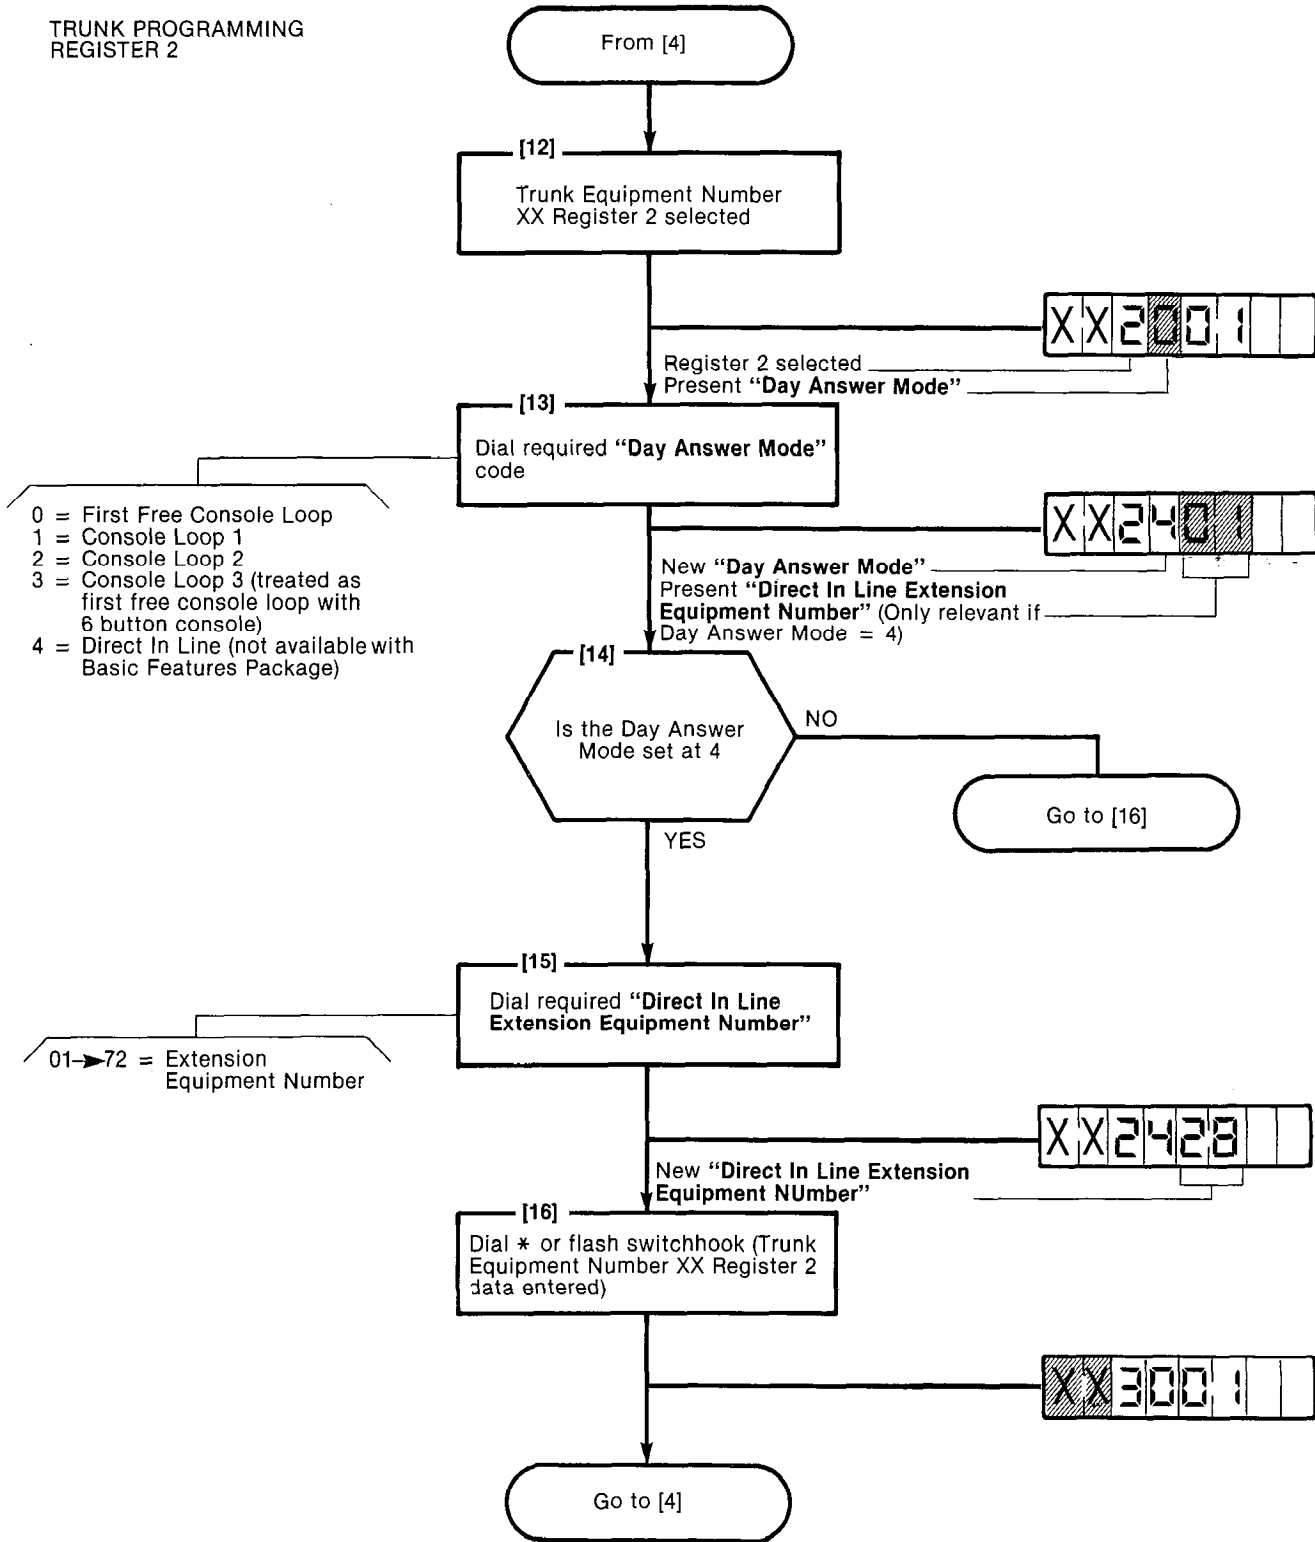 TRUNK PROGRAMMING
REGISTER 2
From [4]
[12]
Trunk Equipment Number
XX Register 2 selected
XX2001
Register 2 selected
Present “Day Answer Mode”
[13]
Dial required “Day Answer Mode”
code
0 = First Free Console Loop
1 = Console Loop 1
2 = Console Loop 2
3 = Console Loop 3 (treated as
first free console loop with
6 button console)
4 = Direct In Line (not available with
Basic Features Package)
XX2401
New “Day Answer Mode”
Present “Direct In Line Extension
Equipment Number” (Only relevant if
Day Answer Mode = 4)
[14]
Is the Day Answer
Mode set at 4
NO
Go to [16]
YES
[15]
Dial required “Direct In Line
Extension Equipment Number”
01→72 = Extension
Equipment Number
XX2428
New “Direct In Line Extension
Equipment NUmber”
[16]
Dial * or flash switchhook (Trunk
Equipment Number XX Register 2
data entered)
XX3001
Go to [4]